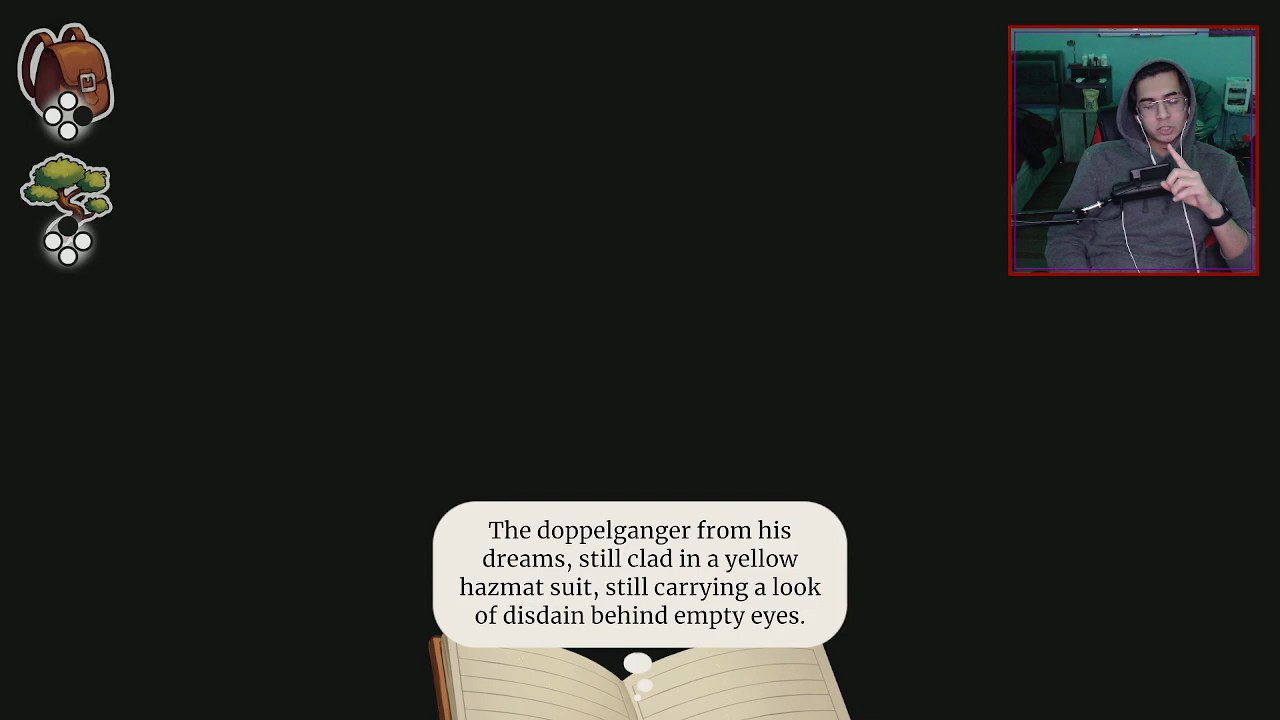 The doppelganger from his
dreams, still clad in a yellow
hazmat suit, still carrying a look
of disdain behind empty eyes.